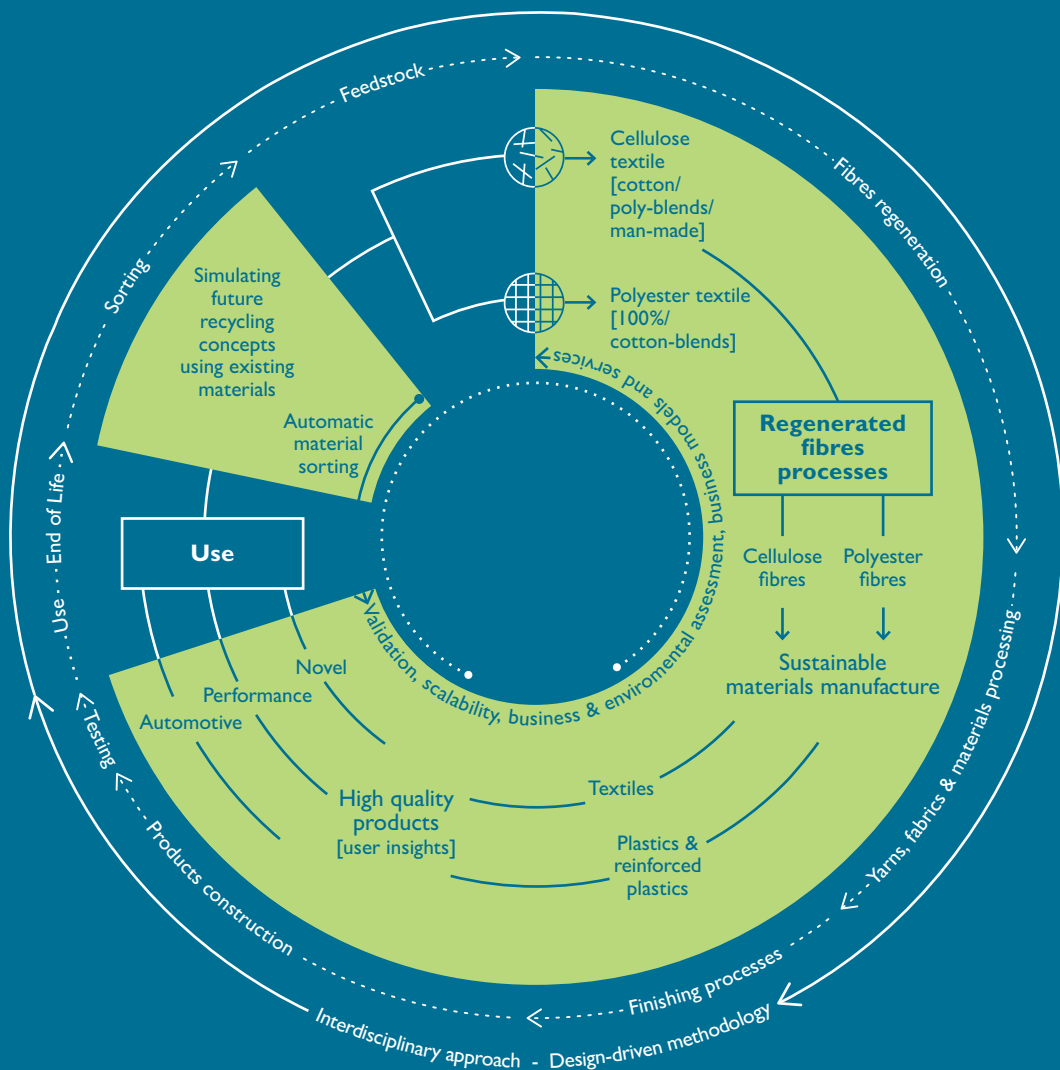 Feedstock
Fibres regeneration
Yarns, fabrics & materials processing
Finishing processes
Products construction
Testing
Use
End of Life
Sorting
Interdisciplinary approach - Design-driven methodology
Cellulose
textile
[cotton/
poly-blends/
man-made]
Polyester textile
[100%/
cotton-blends]
Regenerated
fibres
processes
Cellulose
fibres
Polyester
fibres
Sustainable
materials manufacture
Textiles
Plastics &
reinforced
plastics
High quality
products
[user insights]
Novel
Performance
Automotive
Use
Simulating
future
recycling
concepts
using existing
materials
Automatic
material
sorting
Validation, scalability, business & enviromental assessment, business models and services